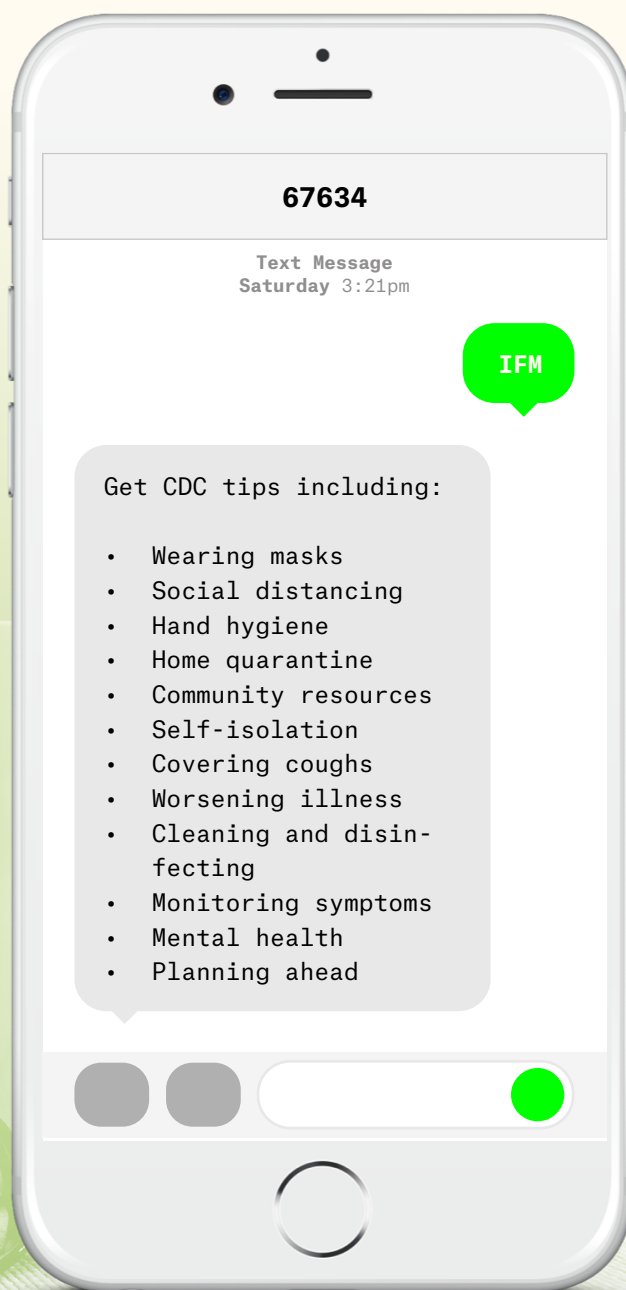 67634
Text Message
Saturday 3:21pm
IFM
Get CDC tips including:
• Wearing masks
• Social distancing
• Hand hygiene
• Home quarantine
• Community resources
• Self-isolation
• Covering coughs
• Worsening illness
• Cleaning and disin-
fecting
• Monitoring symptoms
• Mental health
• Planning ahead